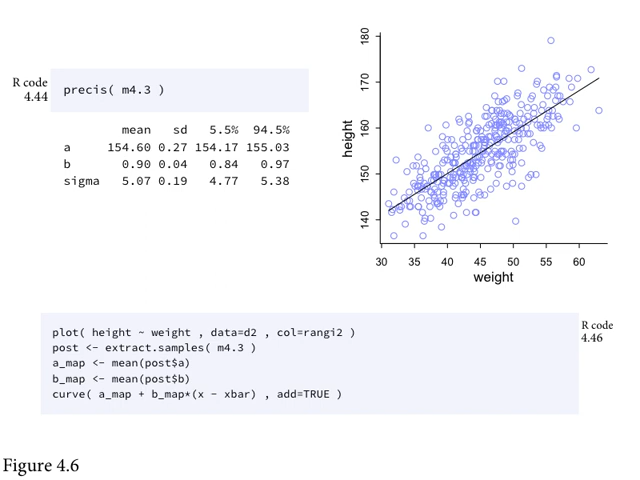 R code
4.44
precis( m4.3 )
mean sd 5.5% 94.5%
a 154.60 0.27 154.17 155.03
b 0.90 0.04 0.84 0.97
sigma 5.07 0.19 4.77 5.38
180
170
160
150
140
height
30 35 40 45 50 55 60
weight
R code
4.46
plot( height ~ weight , data=d2 , col=rangi2 )
post <- extract.samples( m4.3 )
a_map <- mean(post$a)
b_map <- mean(post$b)
curve( a_map + b_map*(x - xbar) , add=TRUE )
Figure 4.6